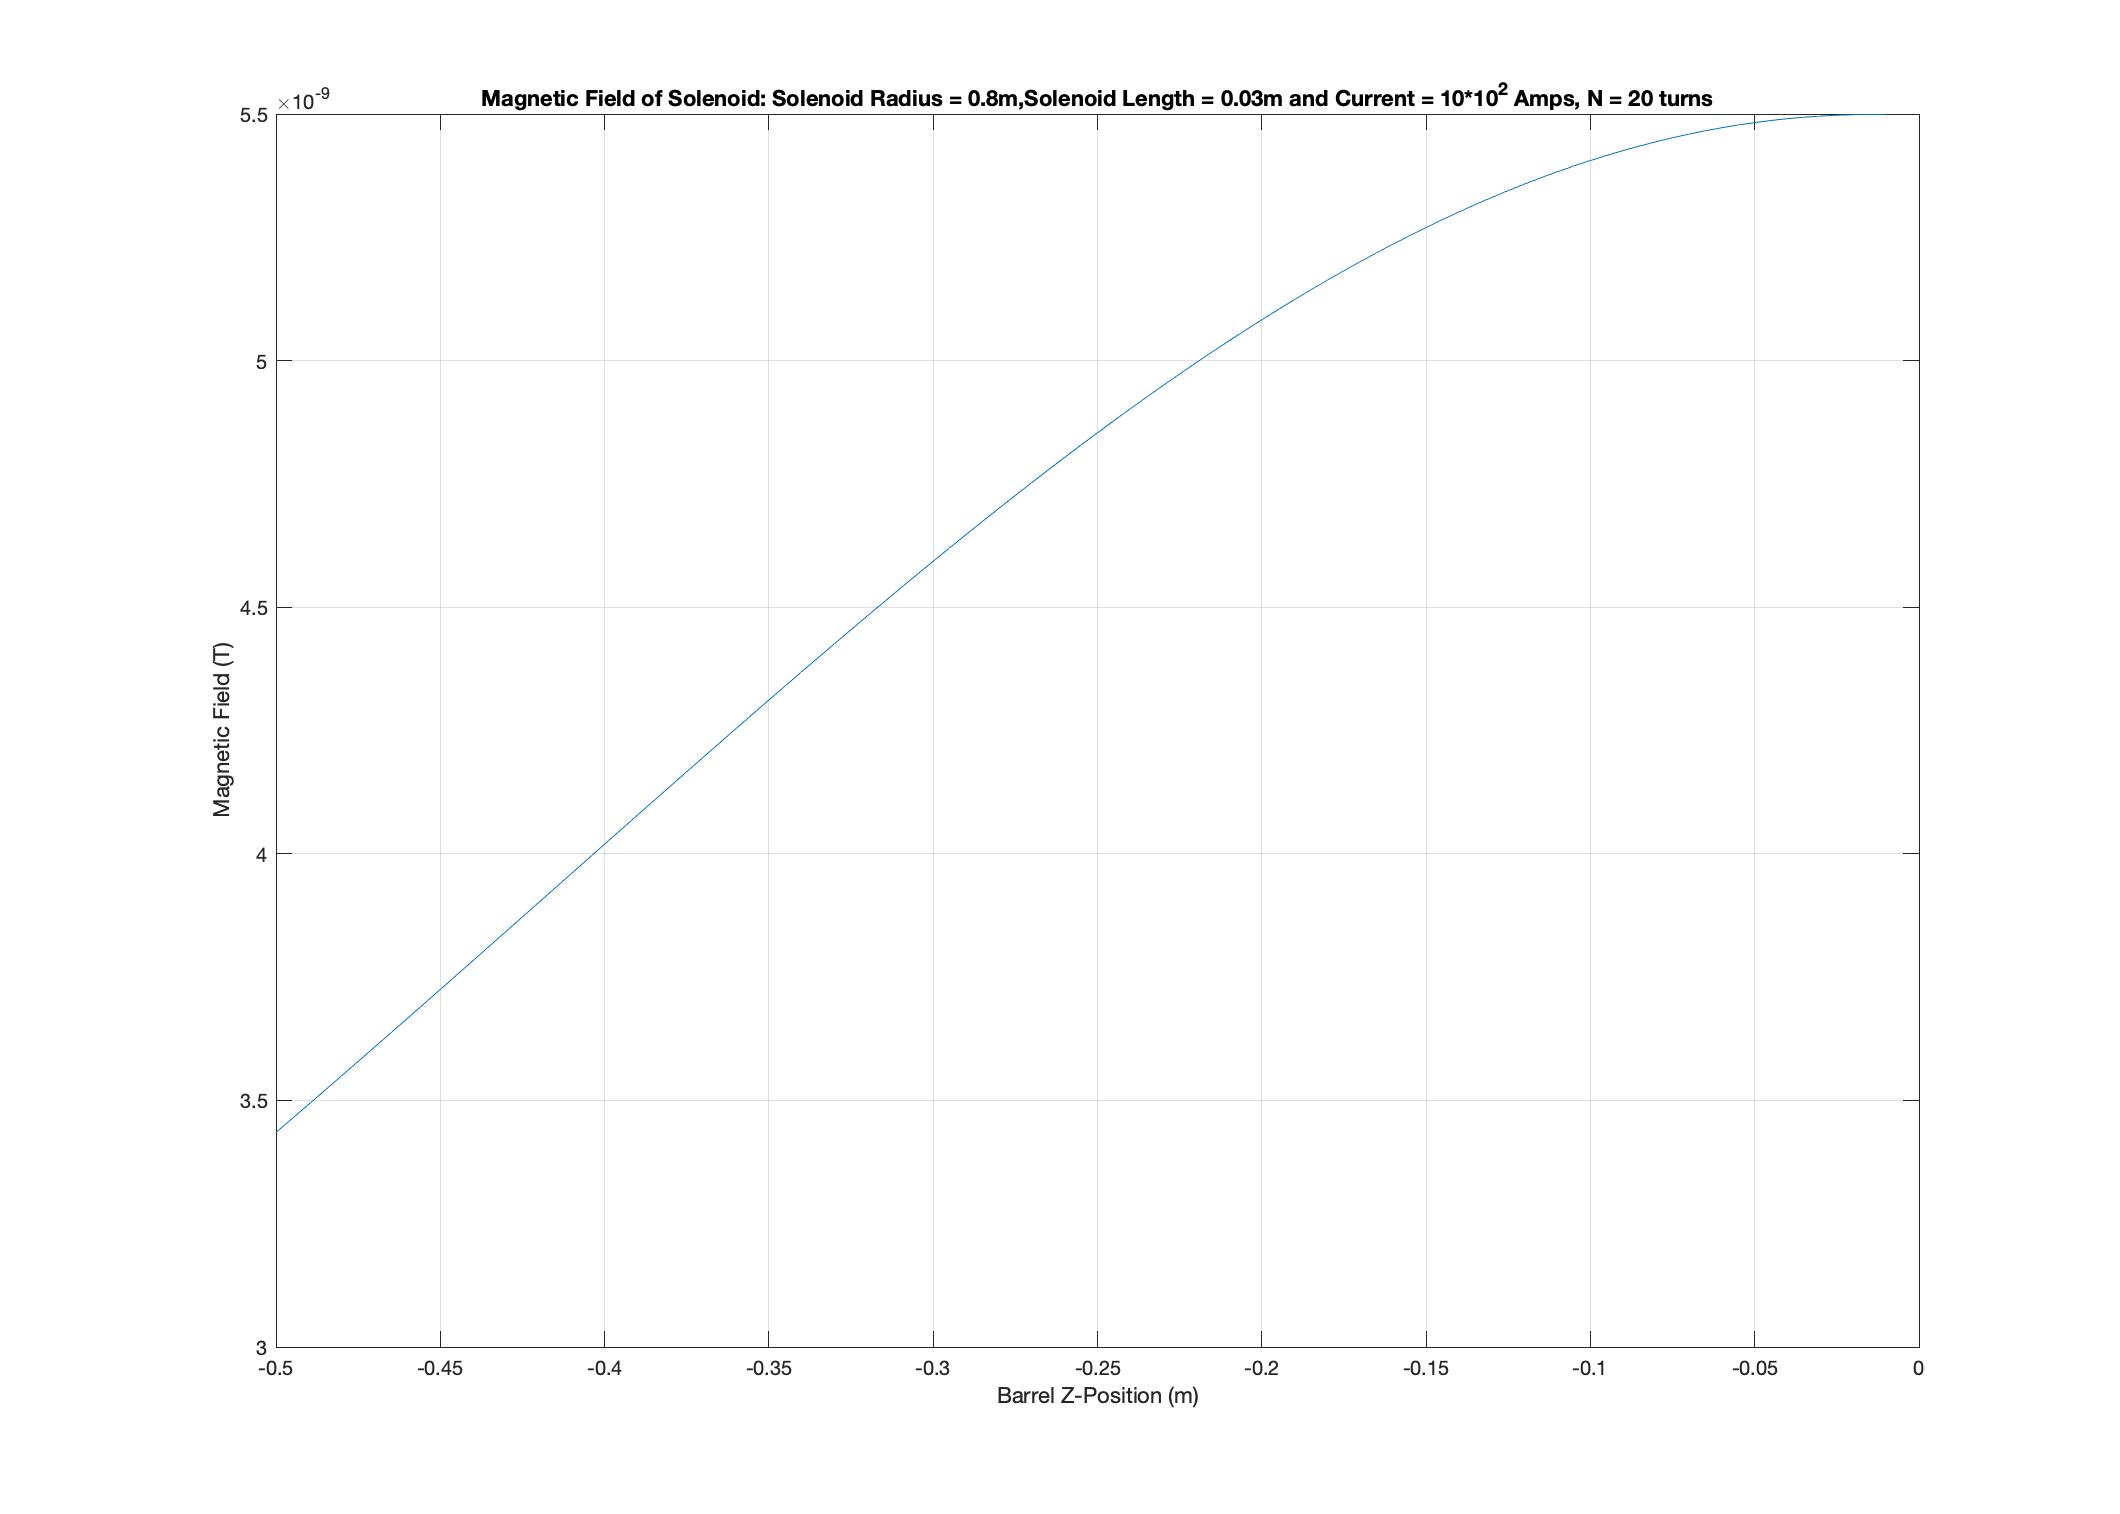 Magnetic Field of Solenoid: Solenoid Radius = 0.8m,Solenoid Length = 0.03m and Current = 10*10² Amps, N = 20 turns
×10⁻⁹
5.5
5
4.5
4
3.5
3
Magnetic Field (T)
-0.5 -0.45 -0.4 -0.35 -0.3 -0.25 -0.2 -0.15 -0.1 -0.05 0
Barrel Z-Position (m)